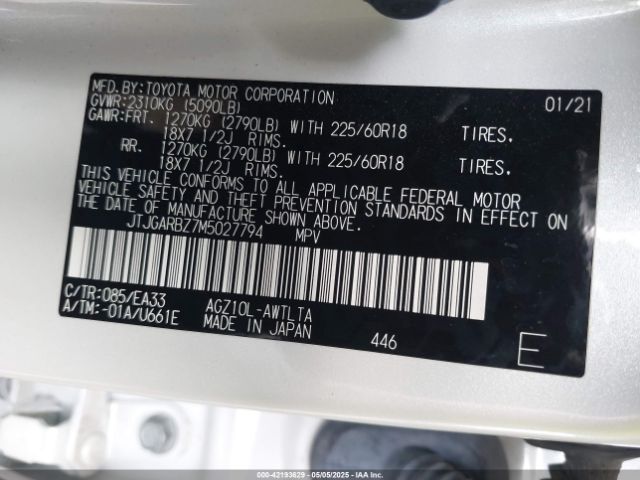 MFD. BY: TOYOTA MOTOR CORPORATION 01/21
GVWR: 2310KG (5090LB)
GAWR: FRT. 1270KG (2790LB) WITH 225/60R18 TIRES.
18X7 1/2J RIMS.
RR. 1270KG (2790LB) WITH 225/60R18 TIRES.
18X7 1/2J RIMS.
THIS VEHICLE CONFORMS TO ALL APPLICABLE FEDERAL MOTOR
VEHICLE SAFETY AND THEFT PREVENTION STANDARDS IN EFFECT ON
THE DATE OF MANUFACTURE SHOWN ABOVE.
JTJGARBZ7M5027794 MPV
C/TR: 085/EA33 AGZ10L-AWTLTA
A/TM: -01A/U661E MADE IN JAPAN 446 E
000-42193629 - 05/05/2025 - IAA Inc.